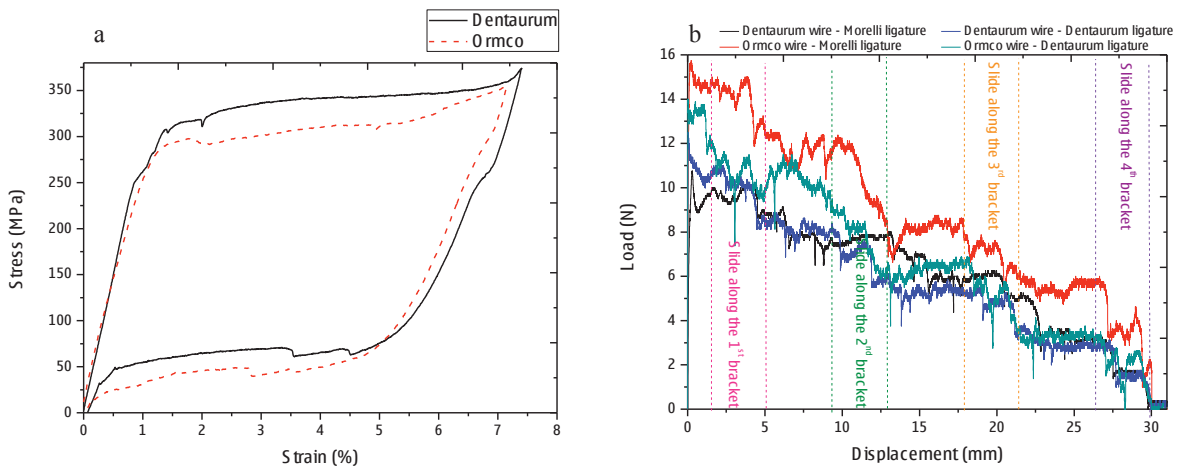 a
Dentaurum
Ormco
Stress (MPa)
350
300
250
200
150
100
50
0
0 1 2 3 4 5 6 7 8
Strain (%)
b
Dentaurum wire - Morelli ligature
Dentaurum wire - Dentaurum ligature
Ormco wire - Morelli ligature
Ormco wire - Dentaurum ligature
Load (N)
16
14
12
10
8
6
4
2
0
Slide along the 1st bracket
Slide along the 2nd bracket
Slide along the 3rd bracket
Slide along the 4th bracket
0 5 10 15 20 25 30
Displacement (mm)